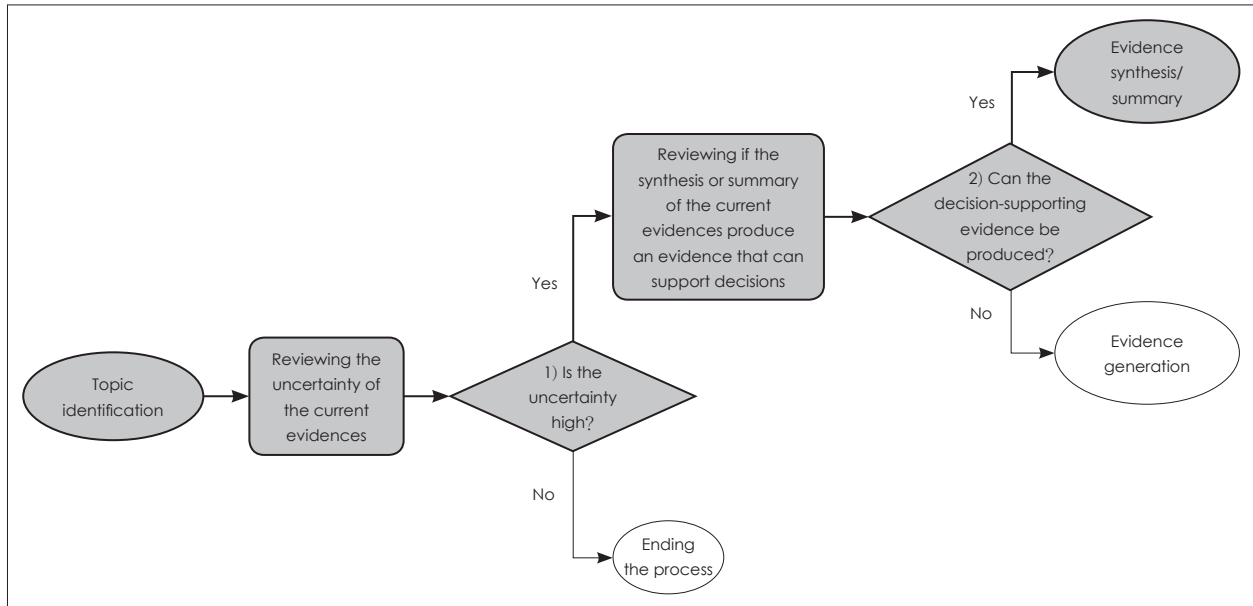 Topic
identification
Reviewing the
uncertainty of
the current
evidences
1) Is the
uncertainty
high?
Yes
No
Ending
the process
Reviewing if the
synthesis or summary
of the current
evidences produce
an evidence that can
support decisions
2) Can the
decision-supporting
evidence be
produced?
Yes
No
Evidence
synthesis/
summary
Evidence
generation